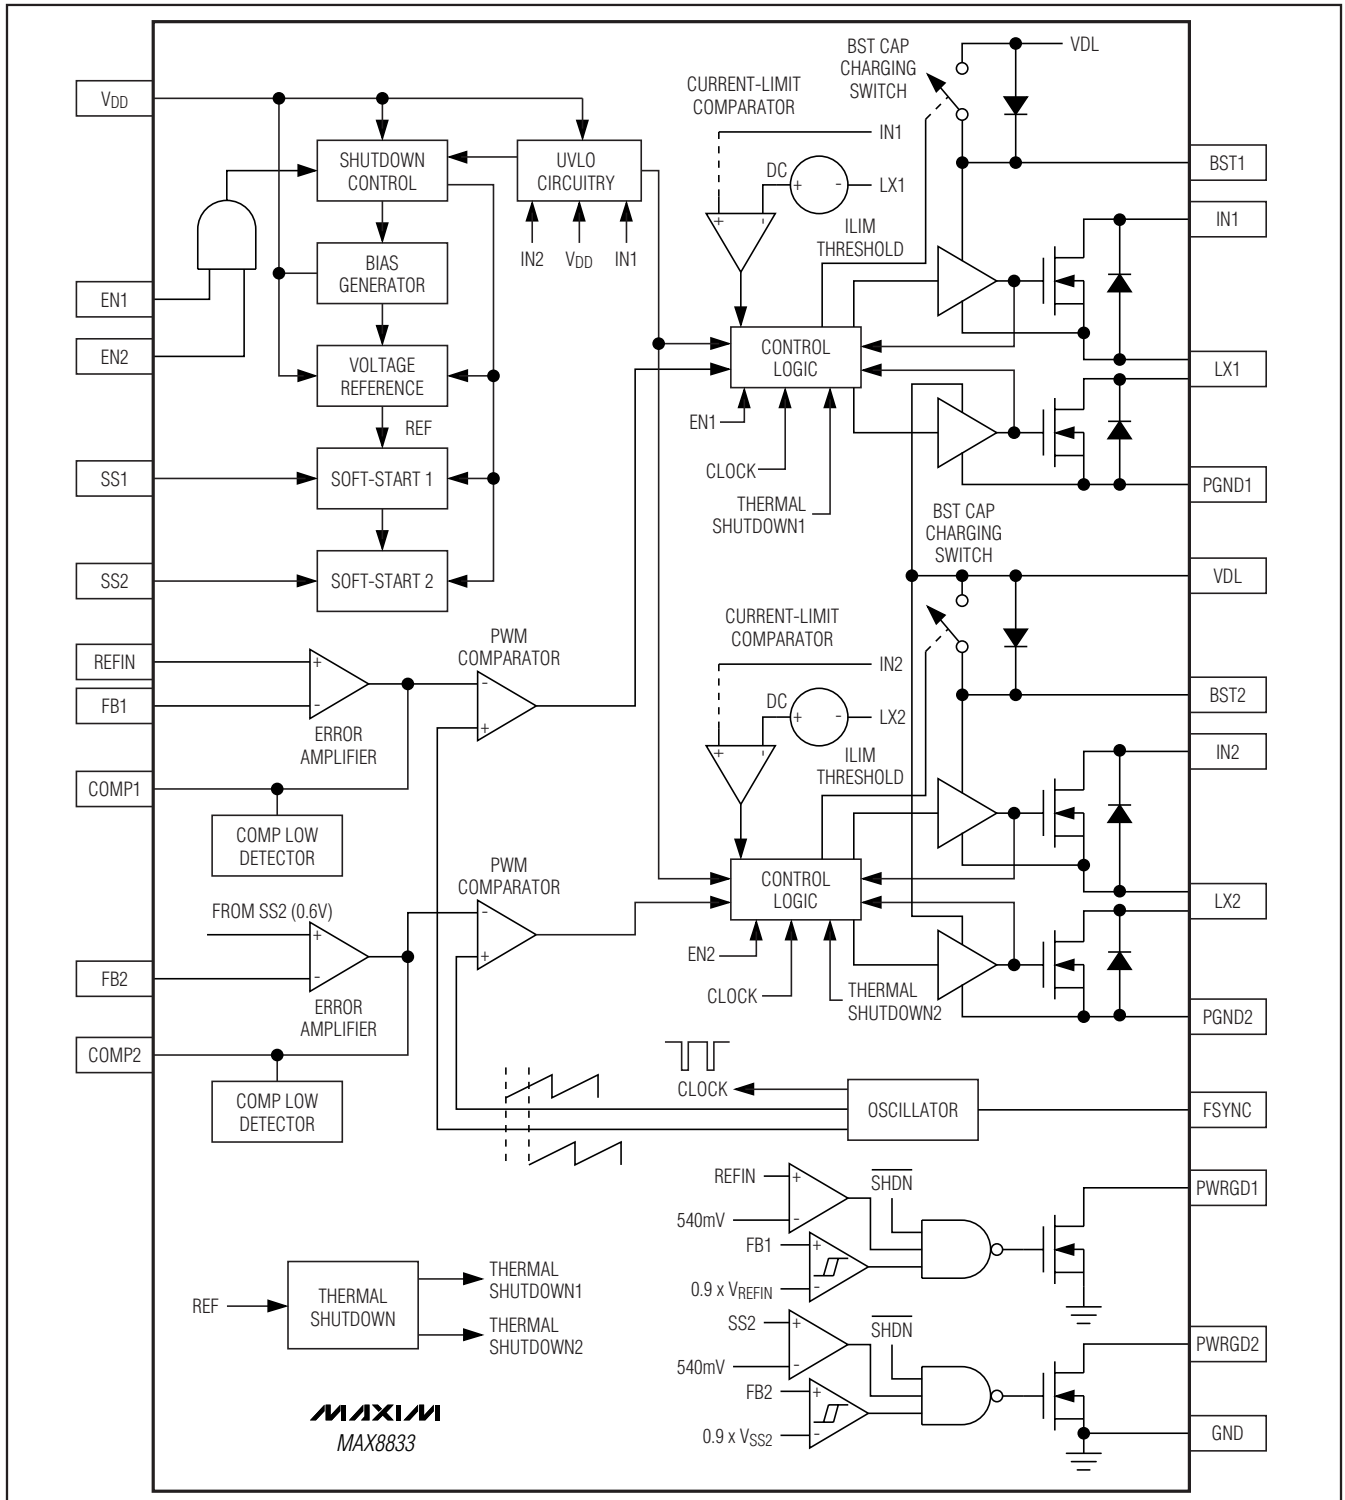 VDD
EN1
EN2
SS1
SS2
REFIN
FB1
COMP1
FB2
COMP2
SHUTDOWN
CONTROL
UVLO
CIRCUITRY
IN2
VDD
IN1
BIAS
GENERATOR
VOLTAGE
REFERENCE
REF
SOFT-START 1
SOFT-START 2
+
-
ERROR
AMPLIFIER
PWM
COMPARATOR
-
+
COMP LOW
DETECTOR
FROM SS2 (0.6V)
+
-
ERROR
AMPLIFIER
PWM
COMPARATOR
-
+
COMP LOW
DETECTOR
CURRENT-LIMIT
COMPARATOR
IN1
DC
+
-
LX1
+
-
ILIM
THRESHOLD
BST CAP
CHARGING
SWITCH
VDL
CONTROL
LOGIC
EN1
CLOCK
THERMAL
SHUTDOWN1
BST CAP
CHARGING
SWITCH
CURRENT-LIMIT
COMPARATOR
IN2
DC
+
-
LX2
+
-
ILIM
THRESHOLD
CONTROL
LOGIC
EN2
CLOCK
THERMAL
SHUTDOWN2
BST1
IN1
LX1
PGND1
VDL
BST2
IN2
LX2
PGND2
FSYNC
PWRGD1
PWRGD2
GND
CLOCK
OSCILLATOR
REFIN
+
540mV
-
SHDN
FB1
+
0.9 x VREFIN
-
SS2
+
540mV
-
SHDN
FB2
+
0.9 x VSS2
-
REF
THERMAL
SHUTDOWN
THERMAL
SHUTDOWN1
THERMAL
SHUTDOWN2
MAXIM
MAX8833